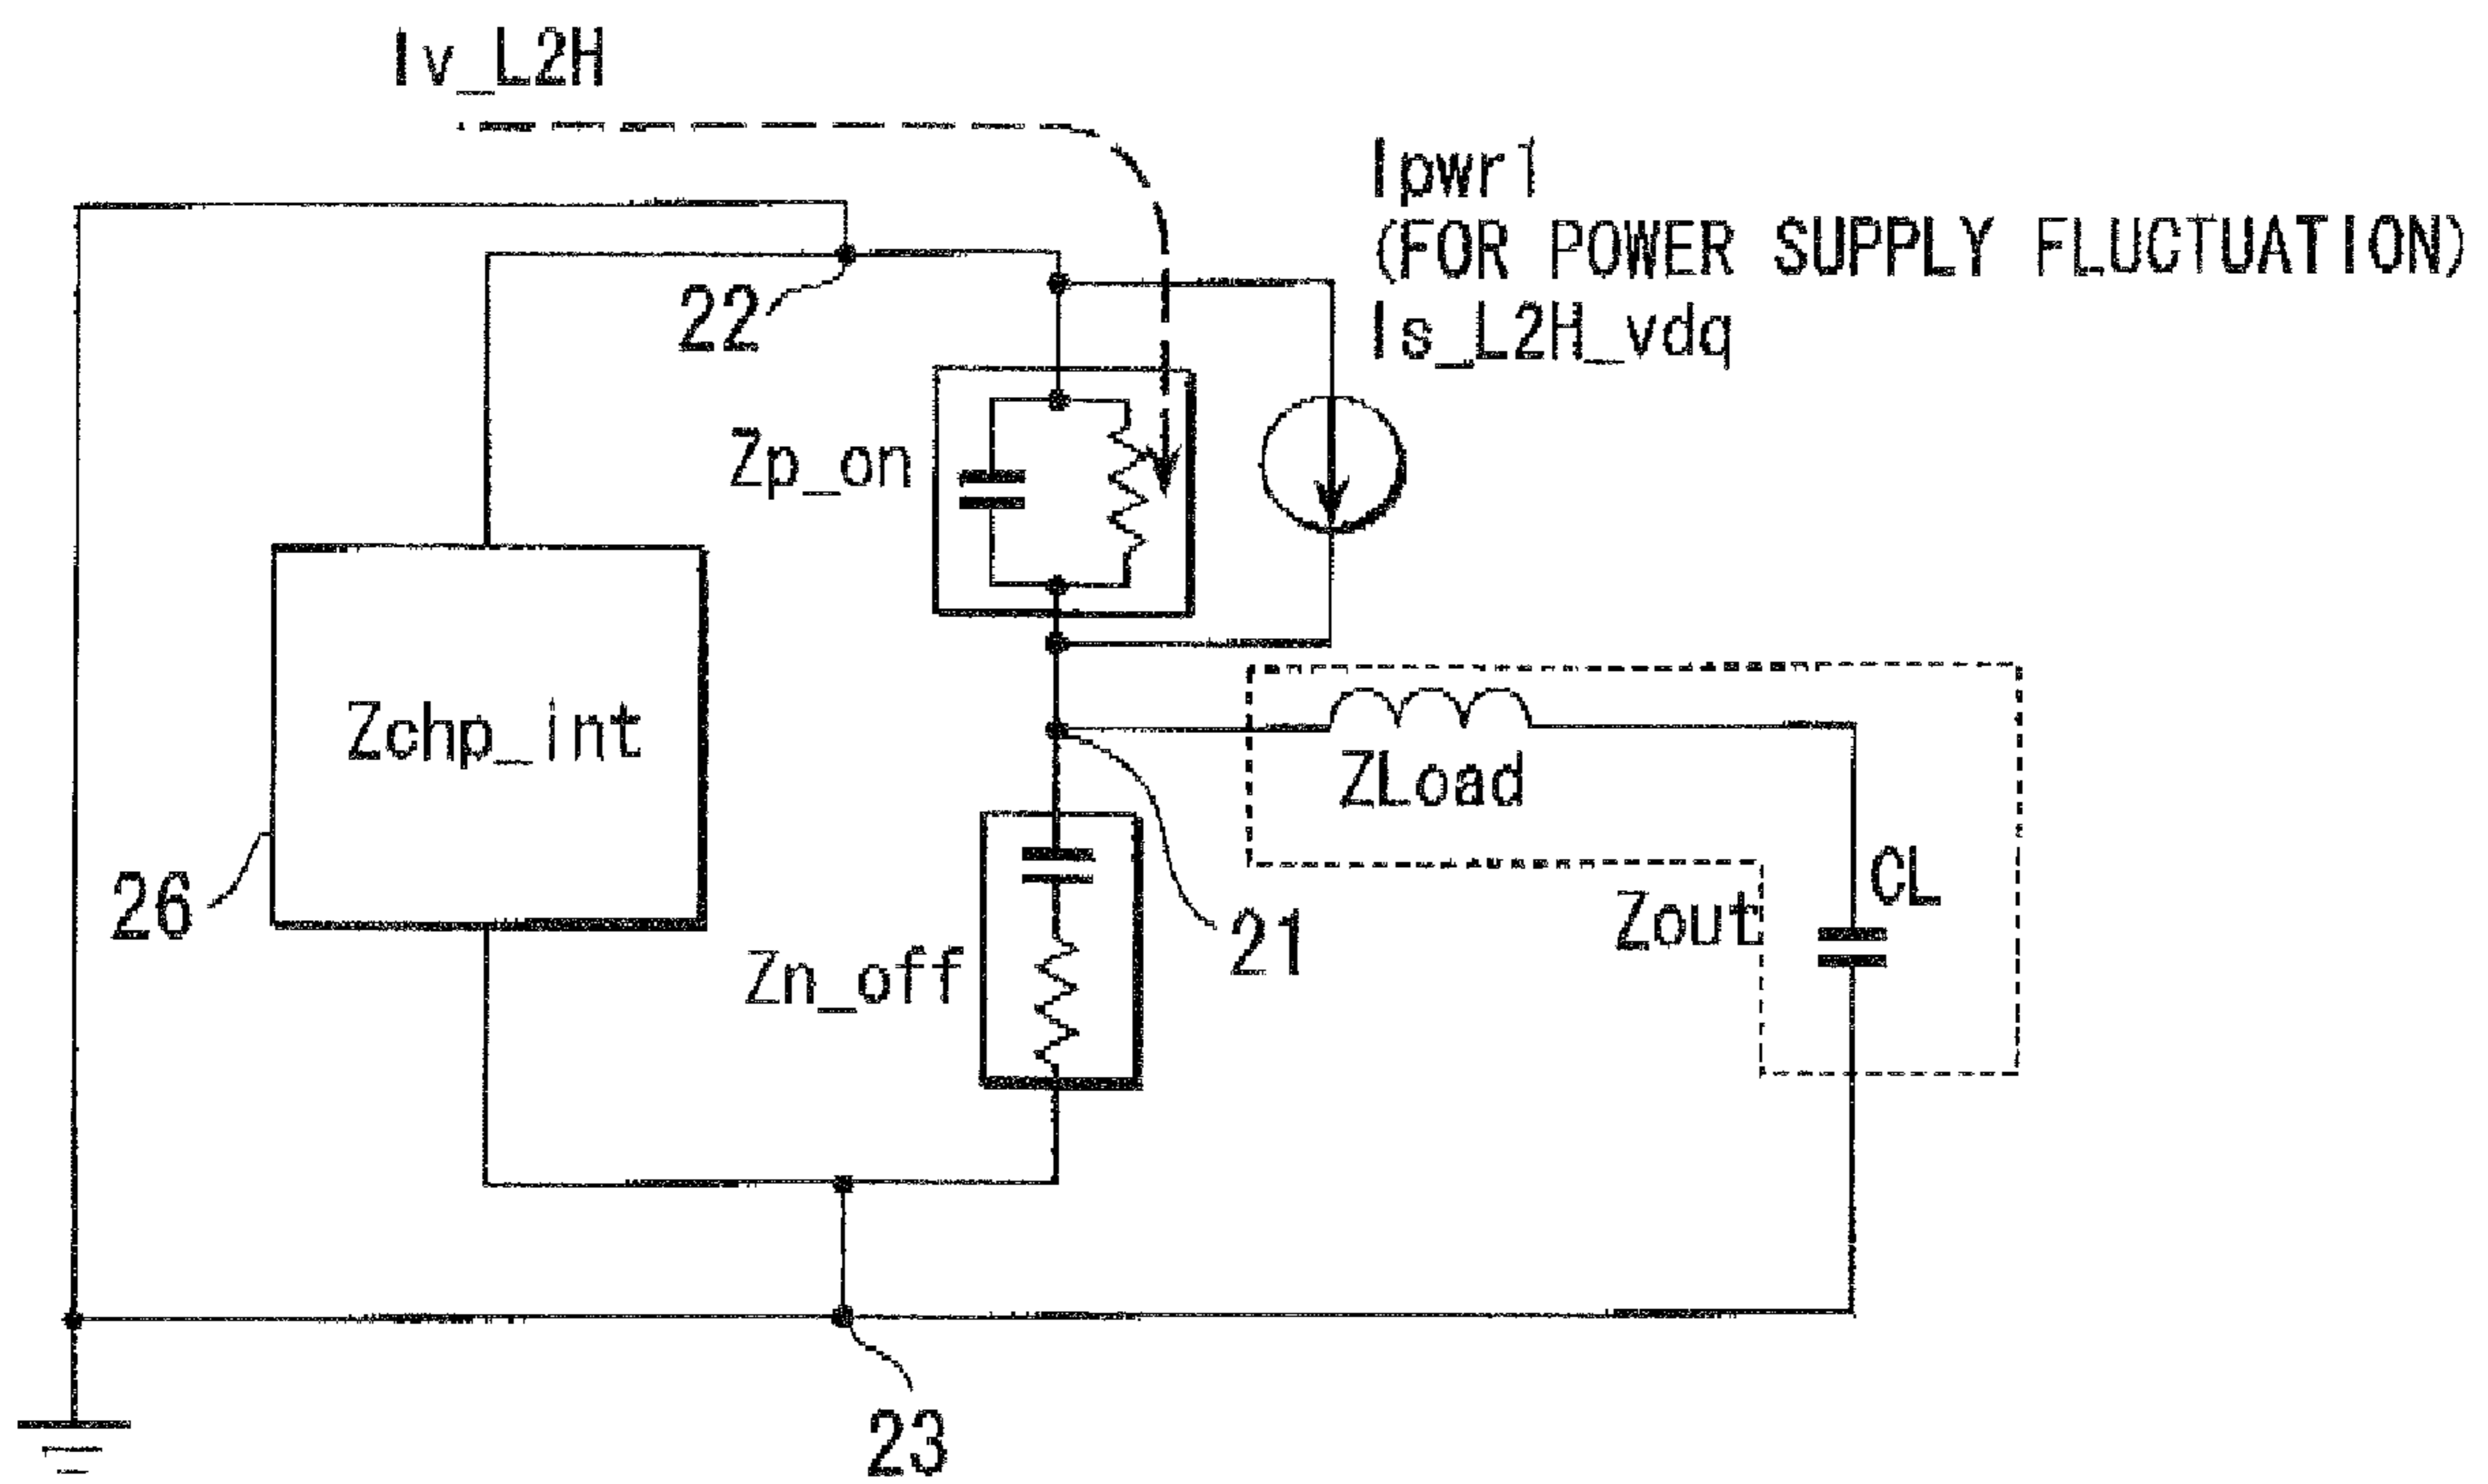 Iv_L2H
Ipwr1
(FOR POWER SUPPLY FLUCTUATION)
Is_L2H_vdq
22
Zp_on
Zchp_int
ZLoad
26
CL
Zout
21
Zn_off
23